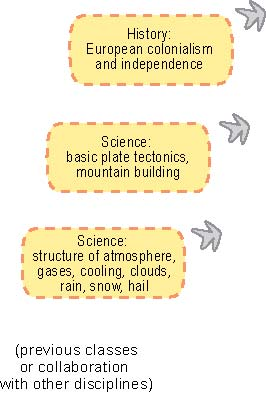 History:
European colonialism
and independence
Science:
basic plate tectonics,
mountain building
Science:
structure of atmosphere,
gases, cooling, clouds,
rain, snow, hail
(previous classes
or collaboration
with other disciplines)